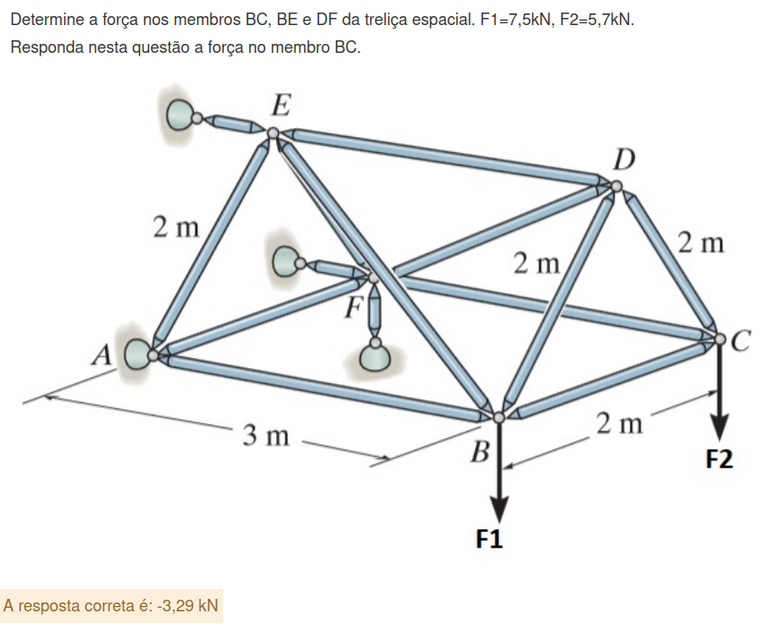 Determine a força nos membros BC, BE e DF da treliça espacial. F1=7,5kN, F2=5,7kN.
Responda nesta questão a força no membro BC.
E
D
2 m
2 m
2 m
F
A
C
3 m
2 m
B
F2
F1
A resposta correta é: -3,29 kN